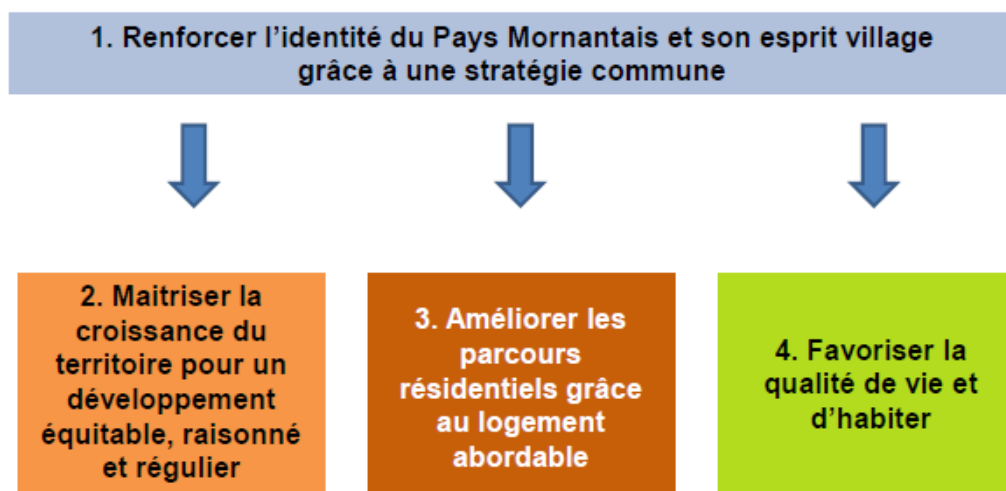 1. Renforcer l’identité du Pays Mornantais et son esprit village
grâce à une stratégie commune
2. Maitriser la
croissance du
territoire pour un
développement
équitable, raisonné
et régulier
3. Améliorer les
parcours
résidentiels grâce
au logement
abordable
4. Favoriser la
qualité de vie et
d’habiter